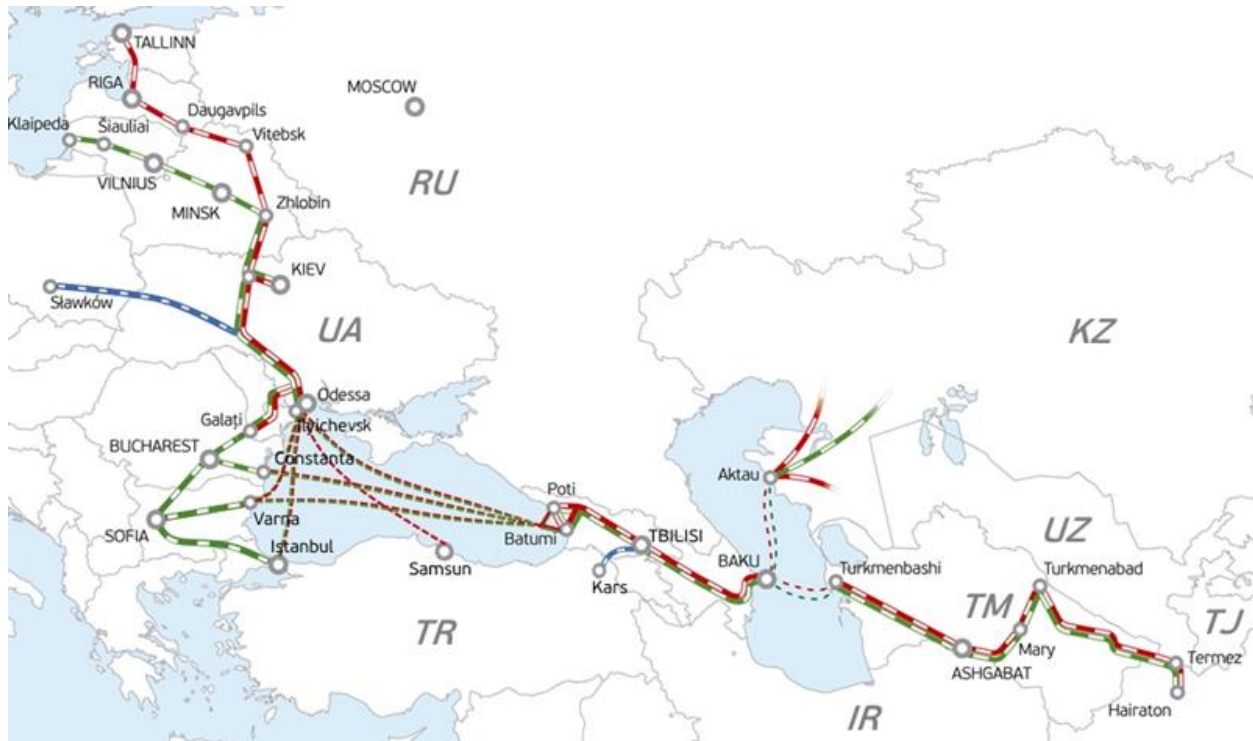 TALLINN
RIGA
MOSCOW
Daugavpils
Klaipeda
Šiauliai
Vitebsk
VILNIUS
RU
MINSK
Zhlobin
KIEV
Sławków
UA
KZ
Odessa
Galați
Ilyichevsk
BUCHAREST
Constanta
Aktau
Poti
Varna
SOFIA
Batumi
TBILISI
UZ
Istanbul
BAKU
Turkmenbashi
Turkmenabad
Samsun
Kars
TM
TJ
TR
Mary
Termez
ASHGABAT
IR
Hairaton